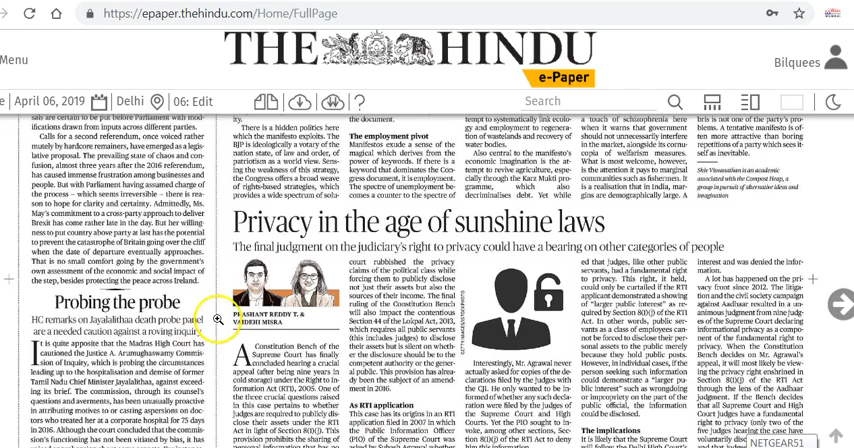 https://epaper.thehindu.com/Home/FullPage
THE HINDU
e-Paper
Menu
Bilquees
April 06, 2019
Delhi
06: Edit
Search
sals are certain to be put before Parliament with mod-
ifications drawn from inputs across different parties.
Calls for a second referendum, once voiced rather
mutedly by hardcore remainers, have emerged as a leg-
islative proposal. The prevailing state of chaos and con-
fusion, almost three years after the 2016 referendum,
has caused immense frustration among businesses and
people. But with Parliament having assumed charge of
the process – which seems irreversible – there is rea-
son to hope for clarity and certainty. Admittedly, Ms.
May's commitment to a cross-party approach to deliver
Brexit has come rather late in the day. But her willing-
ness to put country above party at last has the potential
to prevent the catastrophe of Britain going over the cliff
when the date of departure eventually approaches.
That is no small comfort going by the government's
own assessment of the economic and social impact of
the step, besides protecting the peace across Ireland.
Probing the probe
HC remarks on Jayalalithaa death probe panel
are a needed caution against a roving inquiry
It is quite apposite that the Madras High Court has
cautioned the Justice A. Arumughaswamy Commis-
sion of Inquiry, which is probing the circumstances
leading up to the hospitalisation and demise of former
Tamil Nadu Chief Minister Jayalalithaa, against exceed-
ing its brief. The commission, through its counsel's
questions and averments, has been unusually proactive
in attributing motives to or casting aspersions on doc-
tors who treated her at a corporate hospital for 75 days
in 2016. Although the court concluded that the commis-
sion's functioning has not been vitiated by bias, it has
ity.
There is a hidden politics here
which the manifesto exploits. The
BJP is ideologically a votary of the
nation state, of law and order, of
patriotism as a world view. Sens-
ing the weakness of this strategy,
the Congress offers a broad weave
of rights-based strategies, which
provides a wide spectrum of solu-
the document.
The employment pivot
Manifestos exude a sense of the
magical which derives from the
power of keywords. If there is a
keyword that dominates the Con-
gress document, it is employment.
The spectre of unemployment be-
comes a counter to the spectre of
tempt to systematically link ecolo-
gy and employment to regenera-
tion of wastelands and recovery of
water bodies.
Also central to the manifesto's
economic imagination is the at-
tempt to revive agriculture, espe-
cially through the Karz Mukti pro-
gramme, which also
decriminalises debt. Yet while
a touch of schizophrenia here
when it warns that government
should not unnecessarily interfere
in the market, alongside its cornu-
copia of welfarism measures.
What is most welcome, however,
is the attention it pays to marginal
communities such as fishermen. It
is a realisation that in India, mar-
gins are demographically large. A
bris is not one of the party's pro-
blems. A tentative manifesto is of-
ten more attractive than boring
repetitions of a party which sees it-
self as inevitable.
Shiv Visvanathan is an academic
associated with the Compost Heap, a
group in pursuit of alternative ideas and
imagination
Privacy in the age of sunshine laws
The final judgment on the judiciary's right to privacy could have a bearing on other categories of people
PRASHANT REDDY T. &
VAIDEHI MISRA
A Constitution Bench of the
Supreme Court has finally
concluded hearing a crucial
appeal (after being nine years in
cold storage) under the Right to In-
formation Act (RTI), 2005. One of
the three crucial questions raised
in this case pertains to whether
judges are required to publicly dis-
close their assets under the RTI
Act in light of Section 8(1)(j). This
provision prohibits the sharing of
court rubbished the privacy
claims of the political class while
forcing them to publicly disclose
not just their assets but also the
sources of their income. The final
ruling of the Constitution Bench
will also impact the contentious
Section 44 of the Lokpal Act, 2013,
which requires all public servants
(this includes judges) to disclose
their assets but is silent on wheth-
er the disclosure should be to the
competent authority or the gener-
al public. This provision has already
been the subject of an amend-
ment in 2016.
As RTI application
This case has its origins in an RTI
application filed in 2007 in which
the Public Information Officer
(PIO) of the Supreme Court was
GETTY IMAGES/ISTOCKPHOTO
Interestingly, Mr. Agrawal never
actually asked for copies of the de-
clarations filed by the judges with
the CJI. He only wanted to be in-
formed of whether any such decla-
rations were filed by the judges of
the Supreme Court and High
Courts. Yet the PIO sought to in-
voke, among other sections, Sec-
tion 8(1)(j) of the RTI Act to deny
ed that judges, like other public
servants, had a fundamental right
to privacy. This right, it held,
could only be curtailed if the RTI
applicant demonstrated a showing
of "larger public interest" as re-
quired by Section 8(1)(j) of the RTI
Act. In other words, public serv-
ants as a class of employees can-
not be forced to disclose their per-
sonal assets to the public merely
because they hold public posts.
However, in individual cases, if the
person seeking such information
could demonstrate a "larger pu-
blic interest" such as wrongdoing
or impropriety on the part of the
public official, the information
could be disclosed.
The implications
It is likely that the Supreme Court
will follow the Delhi High Court's
interest and was denied the infor-
mation.
A lot has happened on the priva-
cy front since 2012. The litigation
and the civil society campaign
against Aadhaar resulted in a un-
animous judgment from nine judg-
es of the Supreme Court declaring
informational privacy as a compo-
nent of the fundamental right to
privacy. When the Constitution
Bench decides on Mr. Agrawal's
appeal, it will most likely be view-
ing the privacy right enshrined in
Section 8(1)(j) of the RTI Act
through the lens of the Aadhaar
judgment. If the Bench decides
that all Supreme Court and High
Court judges have a fundamental
right to privacy (only two of the
five judges hearing the case have
NETGEAR51